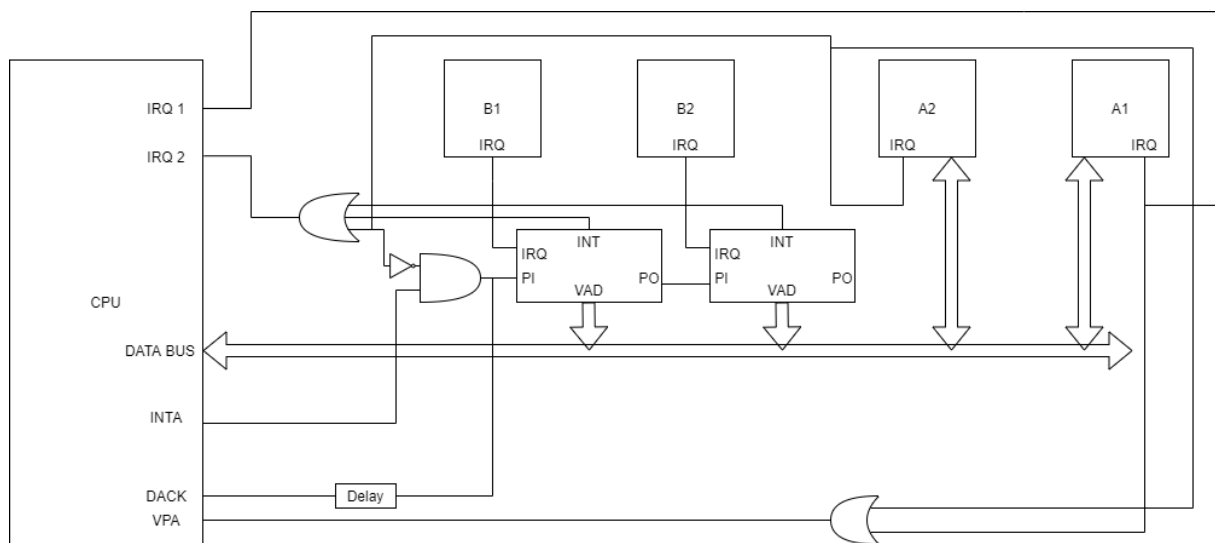 IRQ 1
IRQ 2
CPU
DATA BUS
INTA
DACK
VPA
B1
IRQ
B2
IRQ
A2
IRQ
A1
IRQ
INT
IRQ
PI
PO
VAD
INT
IRQ
PI
PO
VAD
Delay